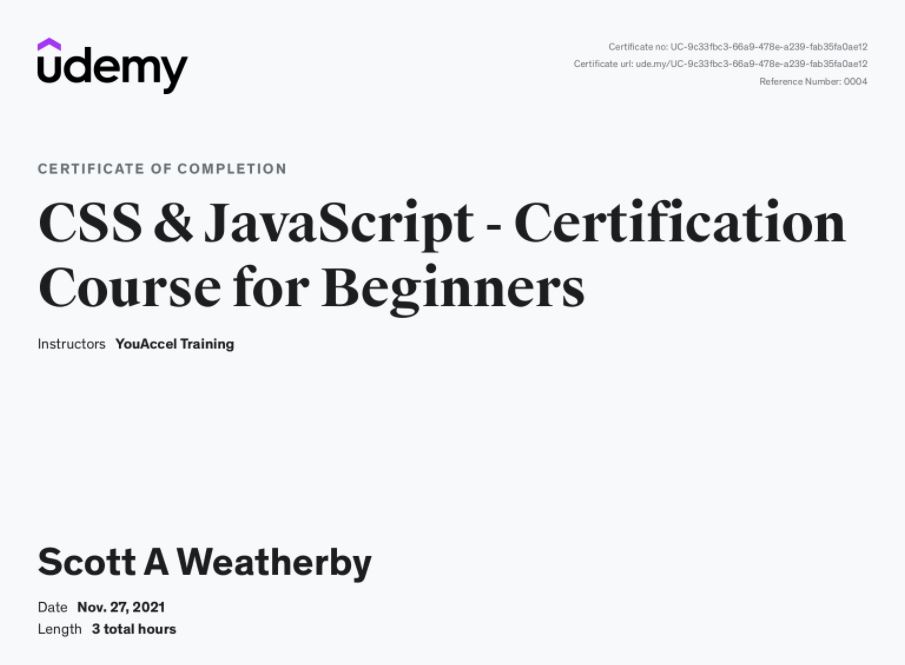 udemy
Certificate no: UC-9c33fbc3-66a9-478e-a239-fab35fa0ae12
Certificate url: ude.my/UC-9c33fbc3-66a9-478e-a239-fab35fa0ae12
Reference Number: 0004
CERTIFICATE OF COMPLETION
CSS & JavaScript - Certification
Course for Beginners
Instructors YouAccel Training
Scott A Weatherby
Date Nov. 27, 2021
Length 3 total hours